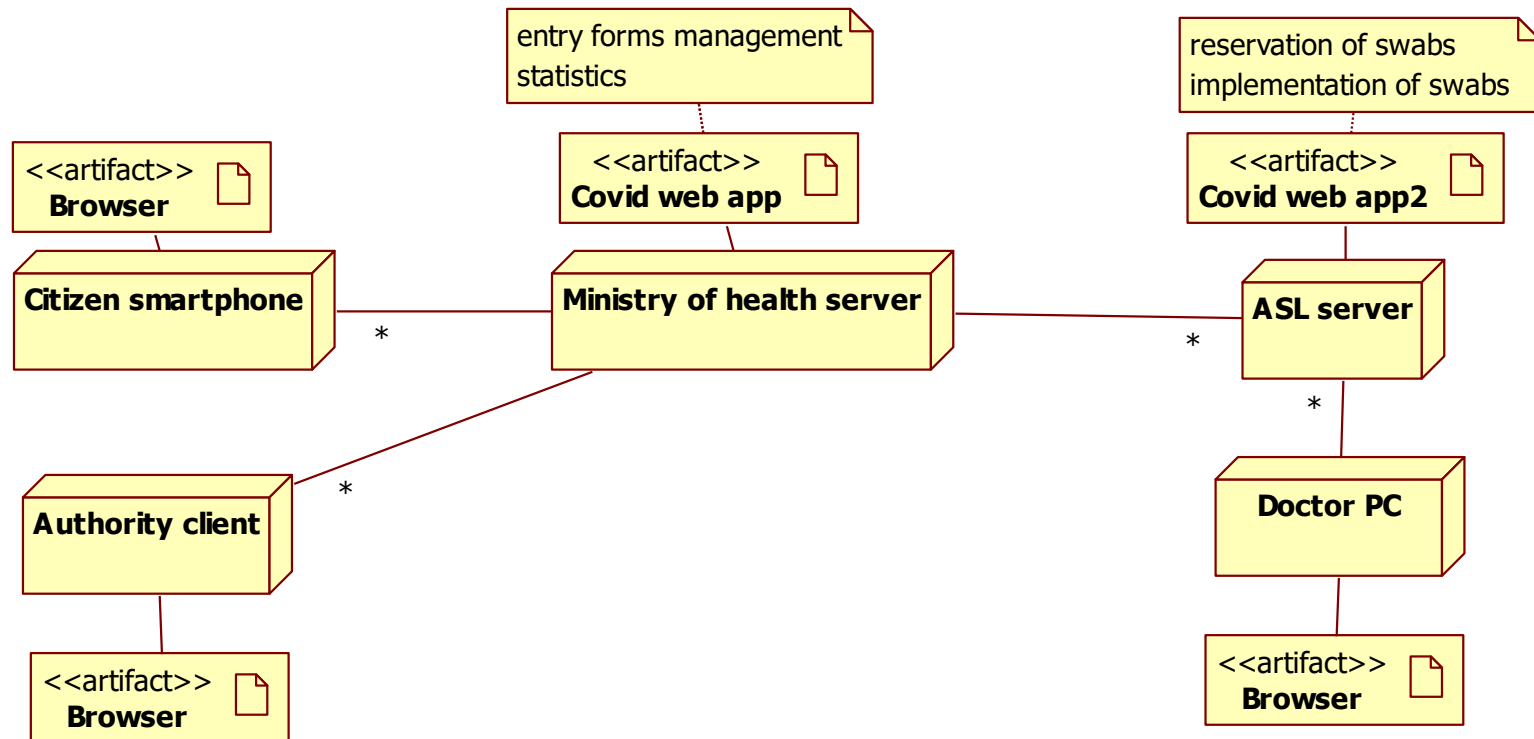 entry forms management
statistics
reservation of swabs
implementation of swabs
<<artifact>>
Browser
<<artifact>>
Covid web app
<<artifact>>
Covid web app2
Citizen smartphone
Ministry of health server
ASL server
*
*
*
*
Authority client
Doctor PC
<<artifact>>
Browser
<<artifact>>
Browser